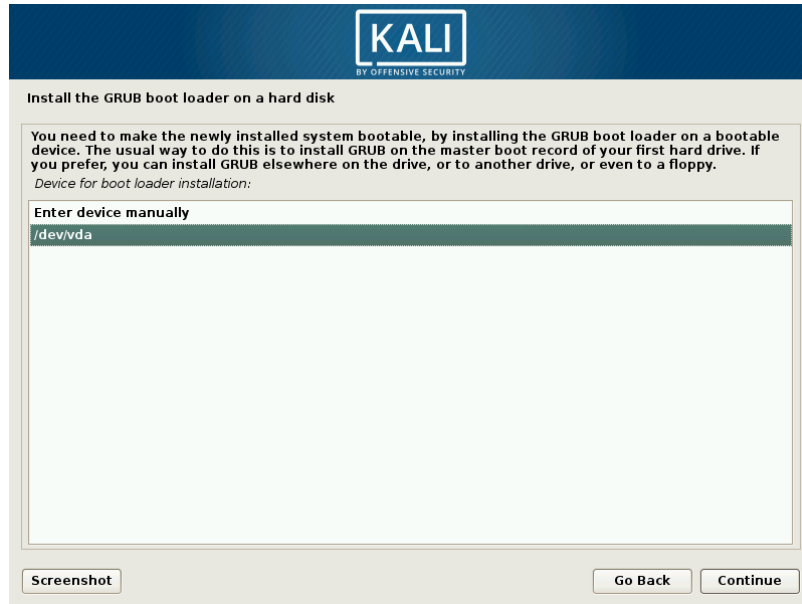 KALI
BY OFFENSIVE SECURITY
Install the GRUB boot loader on a hard disk
You need to make the newly installed system bootable, by installing the GRUB boot loader on a bootable
device. The usual way to do this is to install GRUB on the master boot record of your first hard drive. If
you prefer, you can install GRUB elsewhere on the drive, or to another drive, or even to a floppy.
Device for boot loader installation:
Enter device manually
/dev/vda
Screenshot
Go Back
Continue